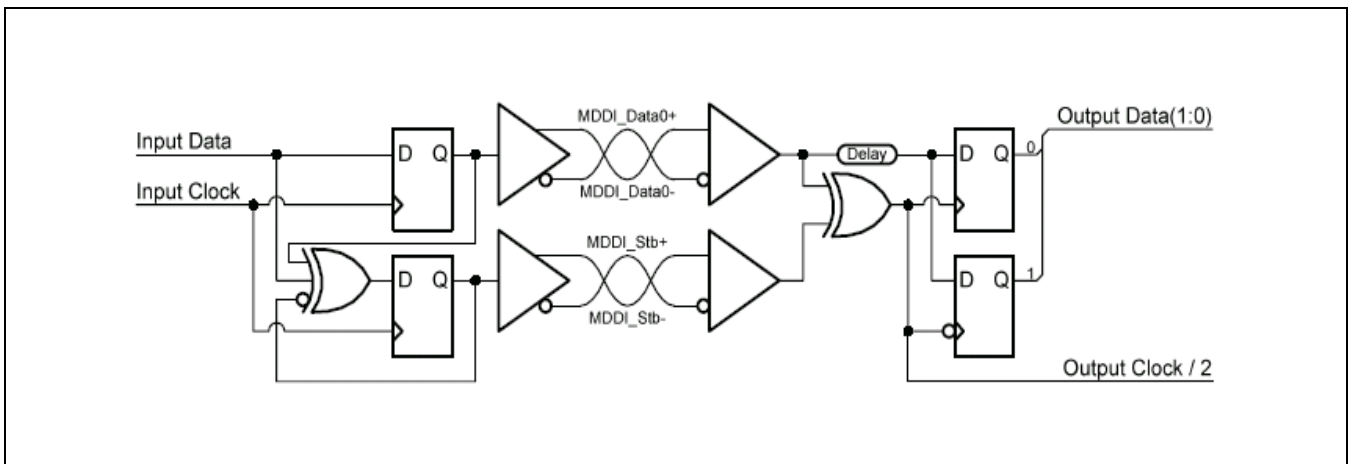 Input Data
Input Clock
D Q
D Q
MDDI_Data0+
MDDI_Data0-
MDDI_Stb+
MDDI_Stb-
Delay
D Q
0
D Q
1
Output Data(1:0)
Output Clock / 2